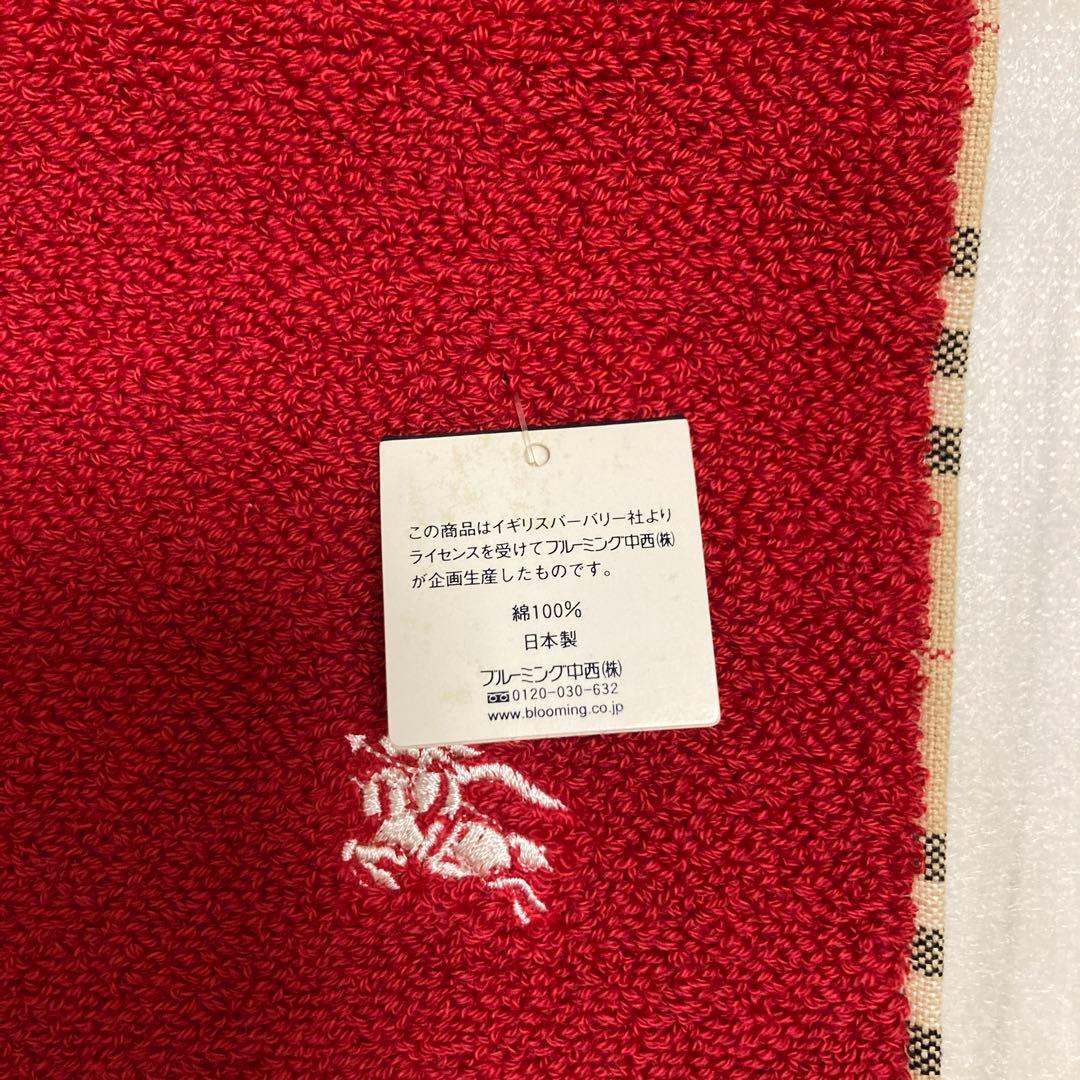 この商品はイギリスバーバリー社より
ライセンスを受けてブルーミング中西㈱
が企画生産したものです。
綿100%
日本製
ブルーミング中西㈱
0120-030-632
www.blooming.co.jp